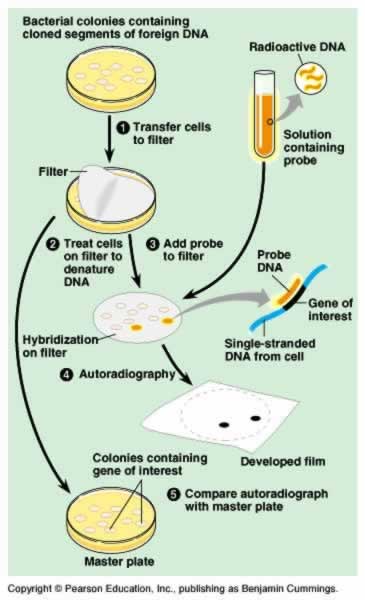 Bacterial colonies containing
cloned segments of foreign DNA
Radioactive DNA
1 Transfer cells
to filter
Solution
containing
probe
Filter
2 Treat cells
on filter to
denature
DNA
3 Add probe
to filter
Probe
DNA
Gene of
interest
Single-stranded
DNA from cell
Hybridization
on filter
4 Autoradiography
Developed film
Colonies containing
gene of interest
5 Compare autoradiograph
with master plate
Master plate
Copyright © Pearson Education, Inc., publishing as Benjamin Cummings.